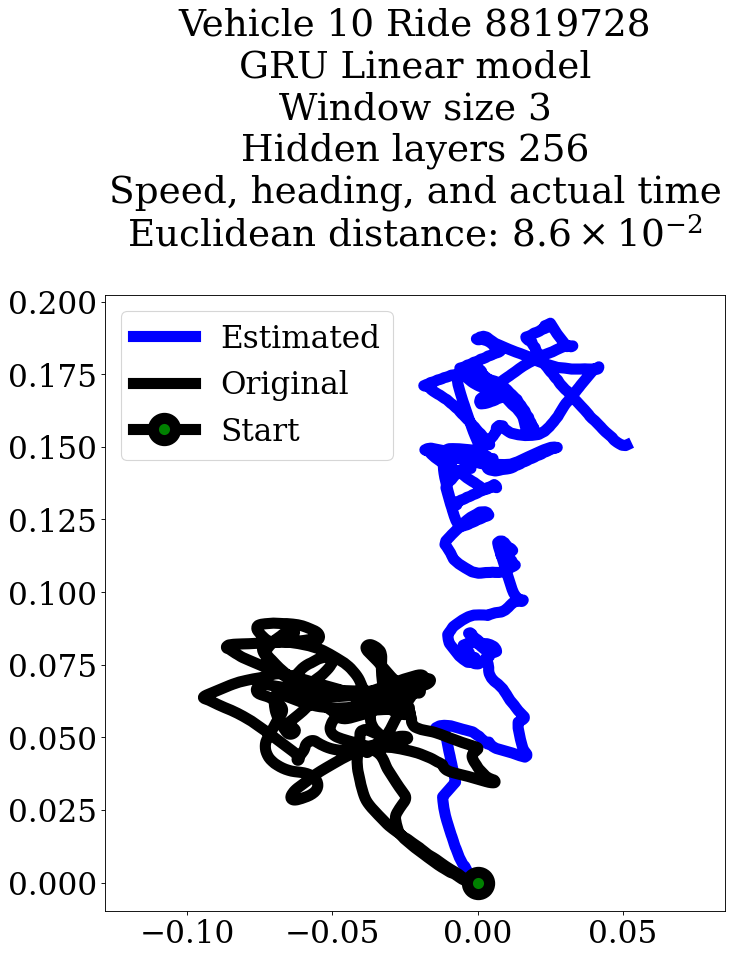 Vehicle 10 Ride 8819728
GRU Linear model
Window size 3
Hidden layers 256
Speed, heading, and actual time
Euclidean distance: 8.6 × 10⁻²
Estimated
Original
Start
0.200
0.175
0.150
0.125
0.100
0.075
0.050
0.025
0.000
−0.10 −0.05 0.00 0.05